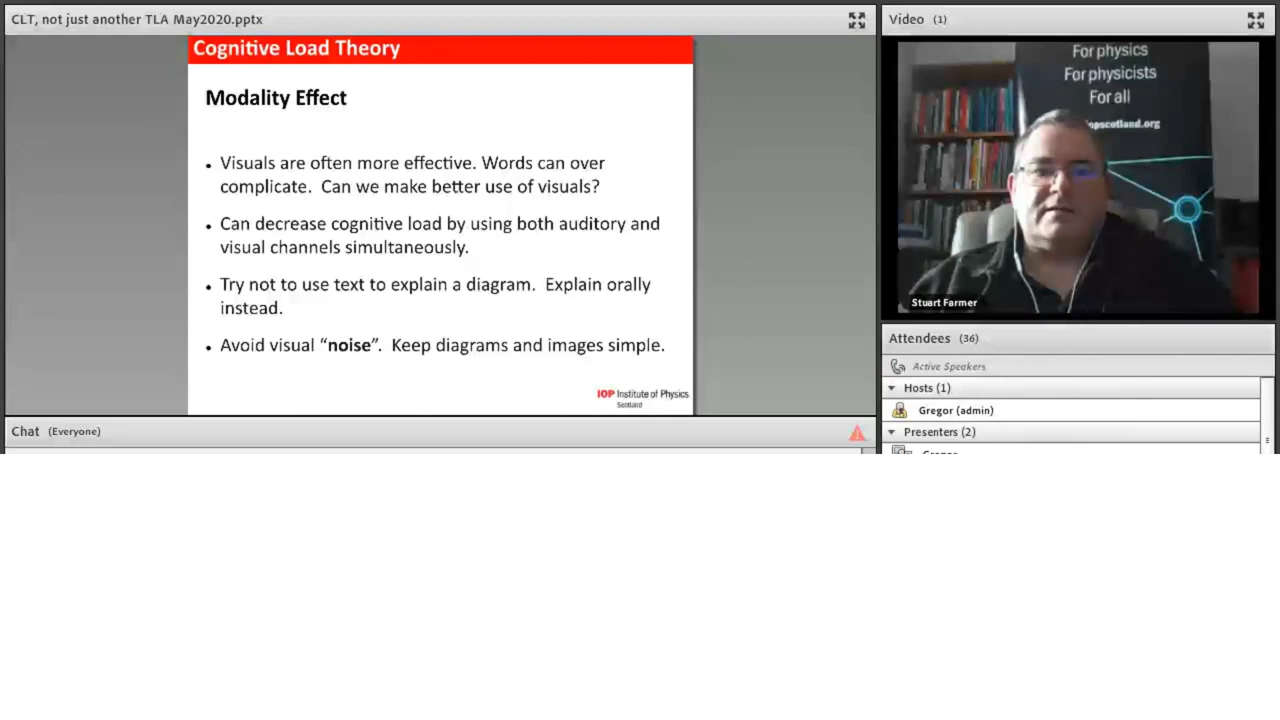 CLT, not just another TLA May2020.pptx
Cognitive Load Theory
Modality Effect
• Visuals are often more effective. Words can over
complicate. Can we make better use of visuals?
• Can decrease cognitive load by using both auditory and
visual channels simultaneously.
• Try not to use text to explain a diagram. Explain orally
instead.
• Avoid visual “noise”. Keep diagrams and images simple.
IOP Institute of Physics
Scotland
Chat (Everyone)
Video (1)
For physics
For physicists
For all
opscotland.org
Stuart Farmer
Attendees (36)
Active Speakers
Hosts (1)
Gregor (admin)
Presenters (2)
Gregor